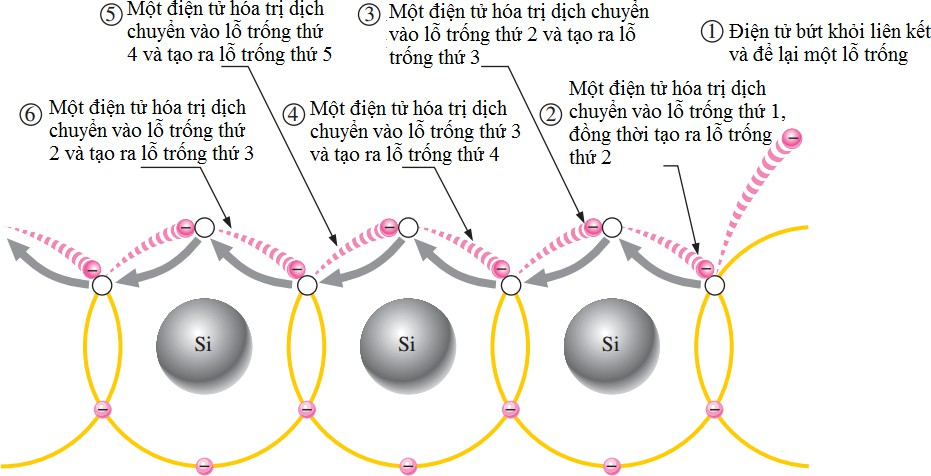 ① Điện tử bứt khỏi liên kết
và để lại một lỗ trống
② Một điện tử hóa trị dịch
chuyển vào lỗ trống thứ 1,
đồng thời tạo ra lỗ trống
thứ 2
③ Một điện tử hóa trị dịch chuyển
vào lỗ trống thứ 2 và tạo ra lỗ
trống thứ 3
④ Một điện tử hóa trị dịch
chuyển vào lỗ trống thứ 3
và tạo ra lỗ trống thứ 4
⑤ Một điện tử hóa trị dịch
chuyển vào lỗ trống thứ
4 và tạo ra lỗ trống thứ 5
⑥ Một điện tử hóa trị dịch
chuyển vào lỗ trống thứ
2 và tạo ra lỗ trống thứ 3
Si
Si
Si